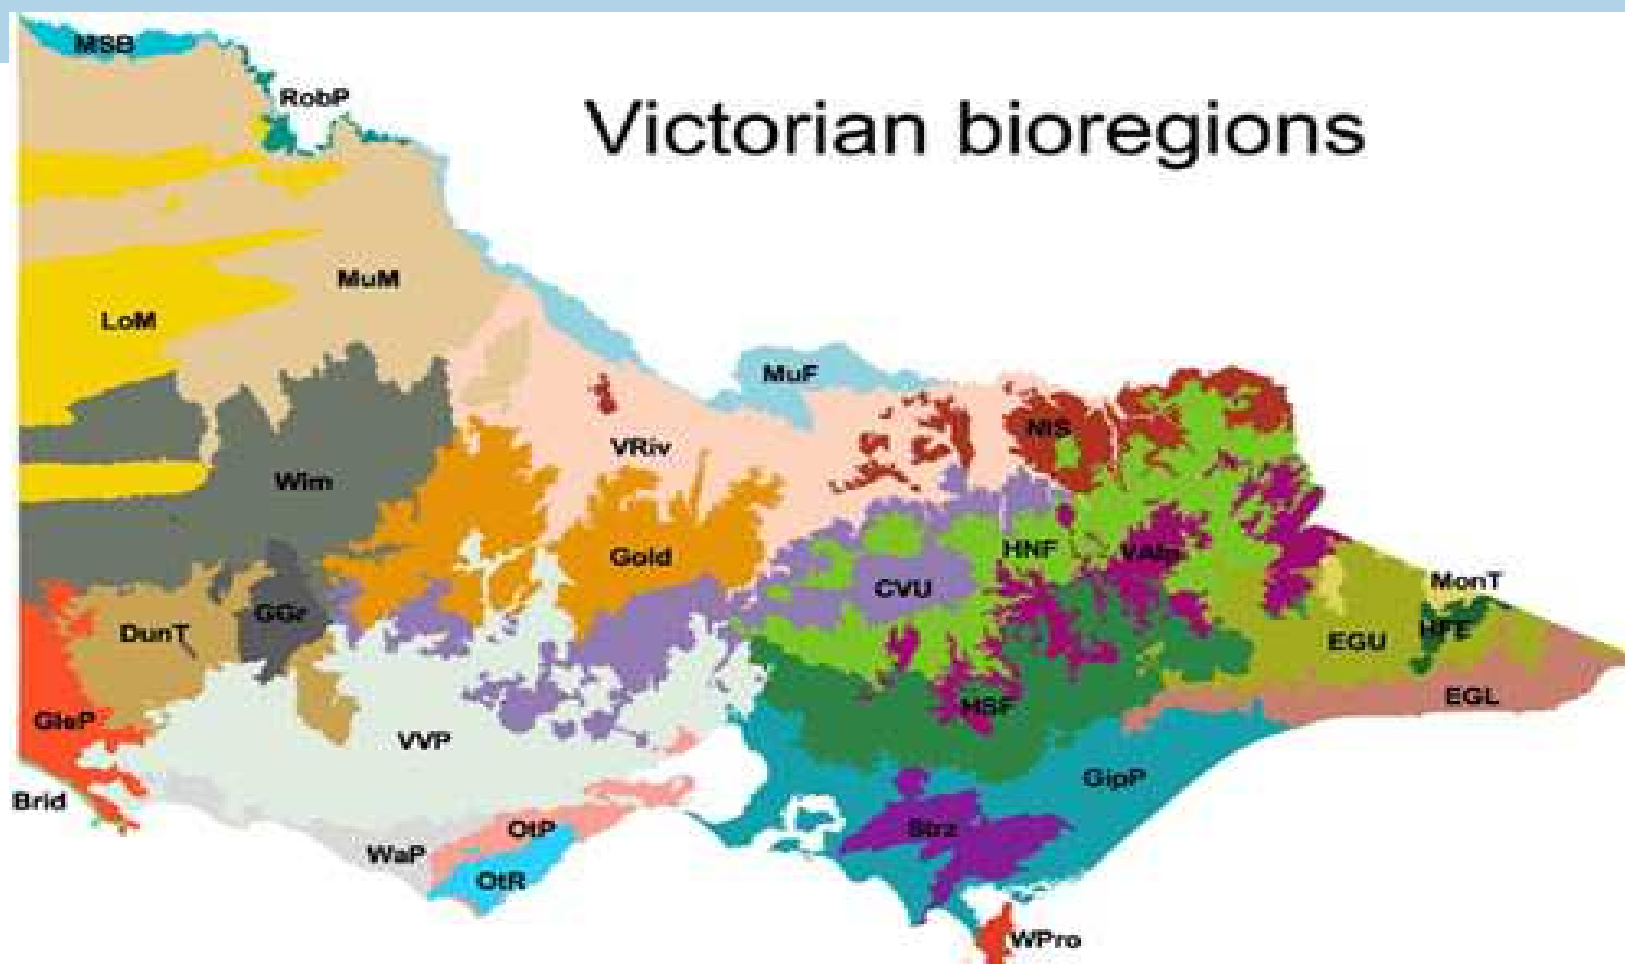 MSB
RobP
Victorian bioregions
MuM
LoM
MuF
NIS
VRiv
Wim
Gold
HNF
VAlp
CVU
MonT
GGr
DunT
HFE
EGU
EGL
HSF
GlsP
VVP
GipP
Brid
OtP
Strz
WaP
OtR
WPro